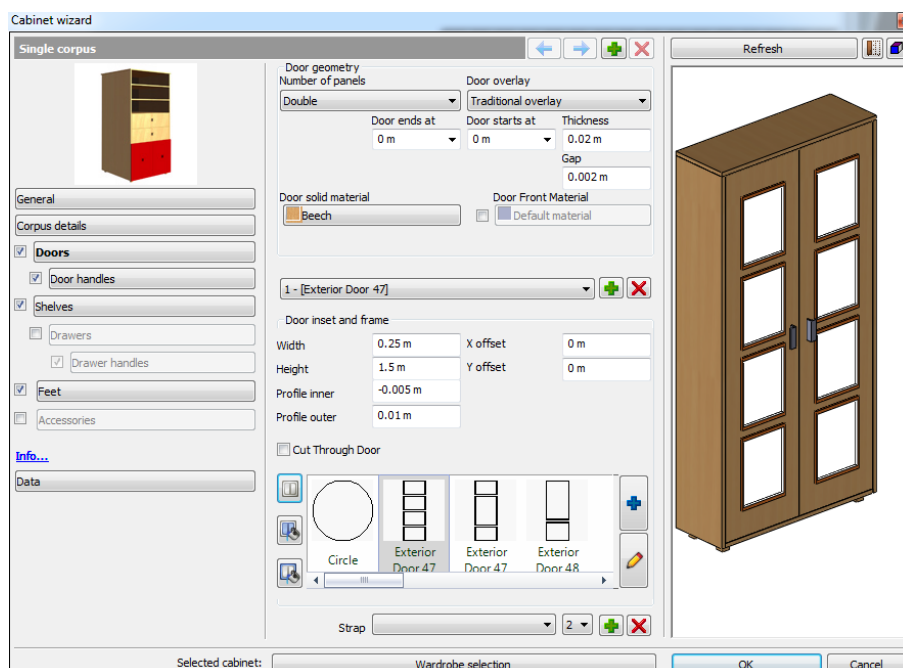 Cabinet wizard
Single corpus
Refresh
General
Corpus details
Doors
Door handles
Shelves
Drawers
Drawer handles
Feet
Accessories
Info...
Data
Door geometry
Number of panels
Door overlay
Double
Traditional overlay
Door ends at
Door starts at
Thickness
0 m
0 m
0.02 m
Gap
0.002 m
Door solid material
Door Front Material
Beech
Default material
1 - [Exterior Door 47]
Door inset and frame
Width
0.25 m
X offset
0 m
Height
1.5 m
Y offset
0 m
Profile inner
-0.005 m
Profile outer
0.01 m
Cut Through Door
Circle
Exterior
Door 47
Exterior
Door 47
Exterior
Door 48
Strap
2
Selected cabinet:
Wardrobe selection
OK
Cancel